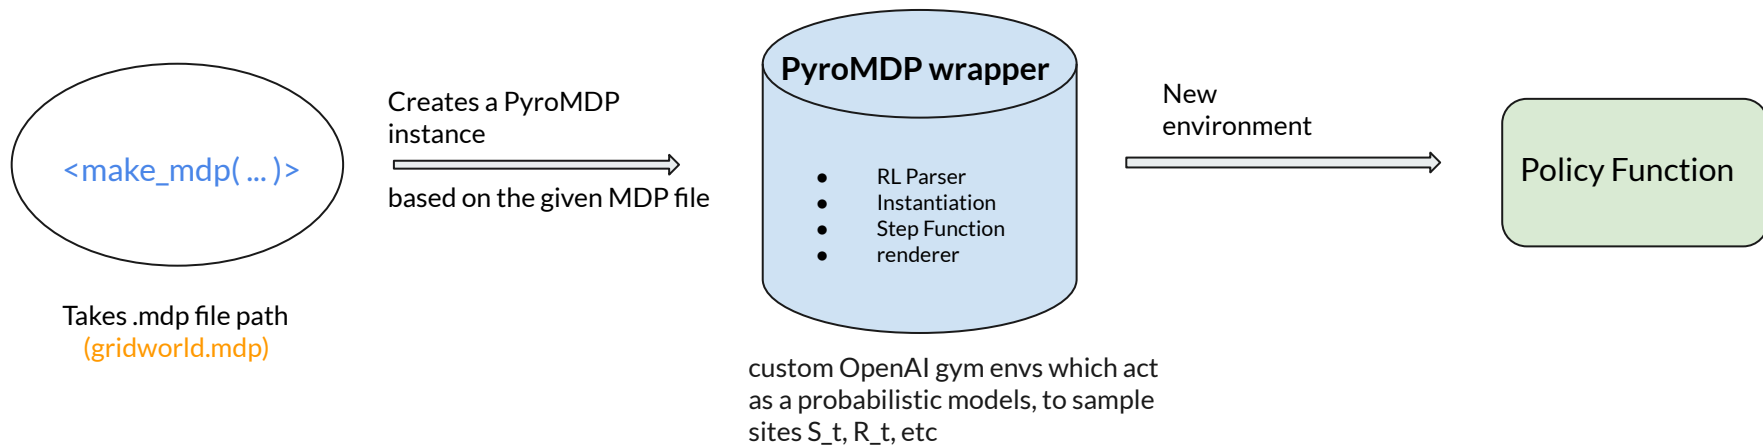 <make_mdp( ... )>
Takes .mdp file path
(gridworld.mdp)
Creates a PyroMDP
instance
based on the given MDP file
PyroMDP wrapper
● RL Parser
● Instantiation
● Step Function
● renderer
custom OpenAI gym envs which act
as a probabilistic models, to sample
sites S_t, R_t, etc
New
environment
Policy Function